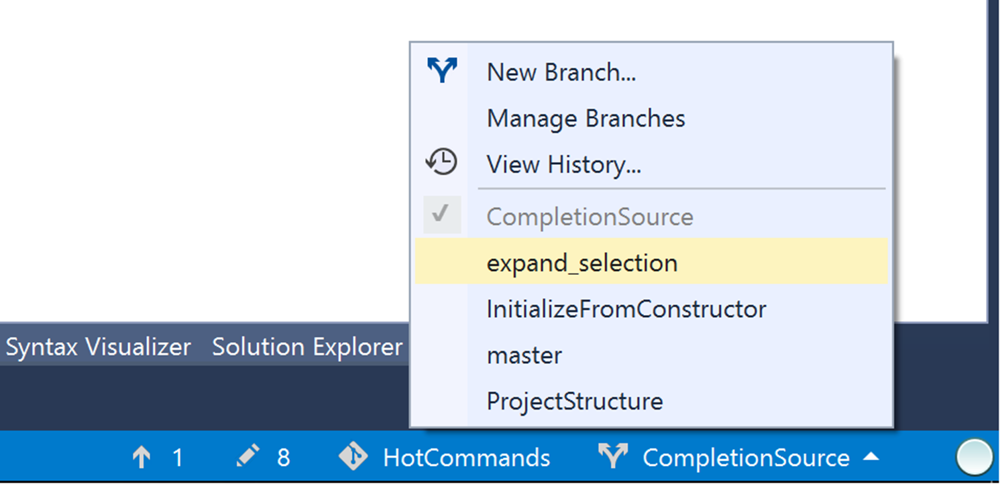 New Branch...
Manage Branches
View History...
CompletionSource
expand_selection
InitializeFromConstructor
master
ProjectStructure
Syntax Visualizer Solution Explorer
1 8 HotCommands CompletionSource